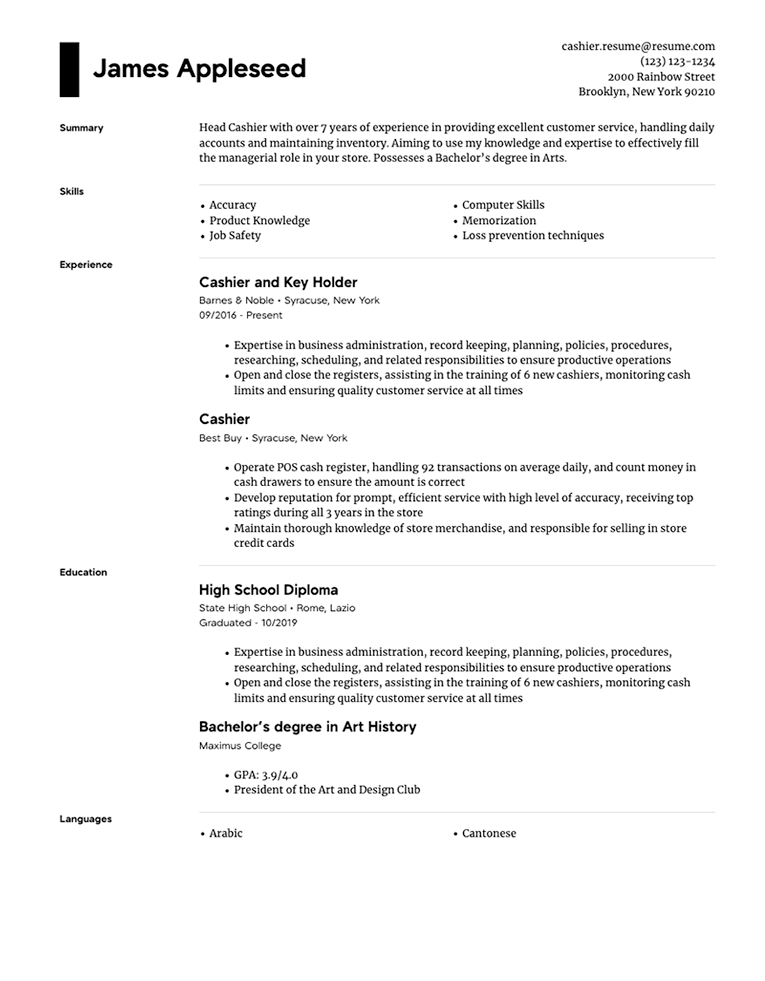 James Appleseed
cashier.resume@resume.com
(123) 123-1234
2000 Rainbow Street
Brooklyn, New York 90210
Summary
Head Cashier with over 7 years of experience in providing excellent customer service, handling daily
accounts and maintaining inventory. Aiming to use my knowledge and expertise to effectively fill
the managerial role in your store. Possesses a Bachelor's degree in Arts.
Skills
• Accuracy
• Product Knowledge
• Job Safety
• Computer Skills
• Memorization
• Loss prevention techniques
Experience
Cashier and Key Holder
Barnes & Noble • Syracuse, New York
09/2016 - Present
• Expertise in business administration, record keeping, planning, policies, procedures,
researching, scheduling, and related responsibilities to ensure productive operations
• Open and close the registers, assisting in the training of 6 new cashiers, monitoring cash
limits and ensuring quality customer service at all times
Cashier
Best Buy • Syracuse, New York
• Operate POS cash register, handling 92 transactions on average daily, and count money in
cash drawers to ensure the amount is correct
• Develop reputation for prompt, efficient service with high level of accuracy, receiving top
ratings during all 3 years in the store
• Maintain thorough knowledge of store merchandise, and responsible for selling in store
credit cards
Education
High School Diploma
State High School • Rome, Lazio
Graduated - 10/2019
• Expertise in business administration, record keeping, planning, policies, procedures,
researching, scheduling, and related responsibilities to ensure productive operations
• Open and close the registers, assisting in the training of 6 new cashiers, monitoring cash
limits and ensuring quality customer service at all times
Bachelor's degree in Art History
Maximus College
• GPA: 3.9/4.0
• President of the Art and Design Club
Languages
• Arabic
• Cantonese